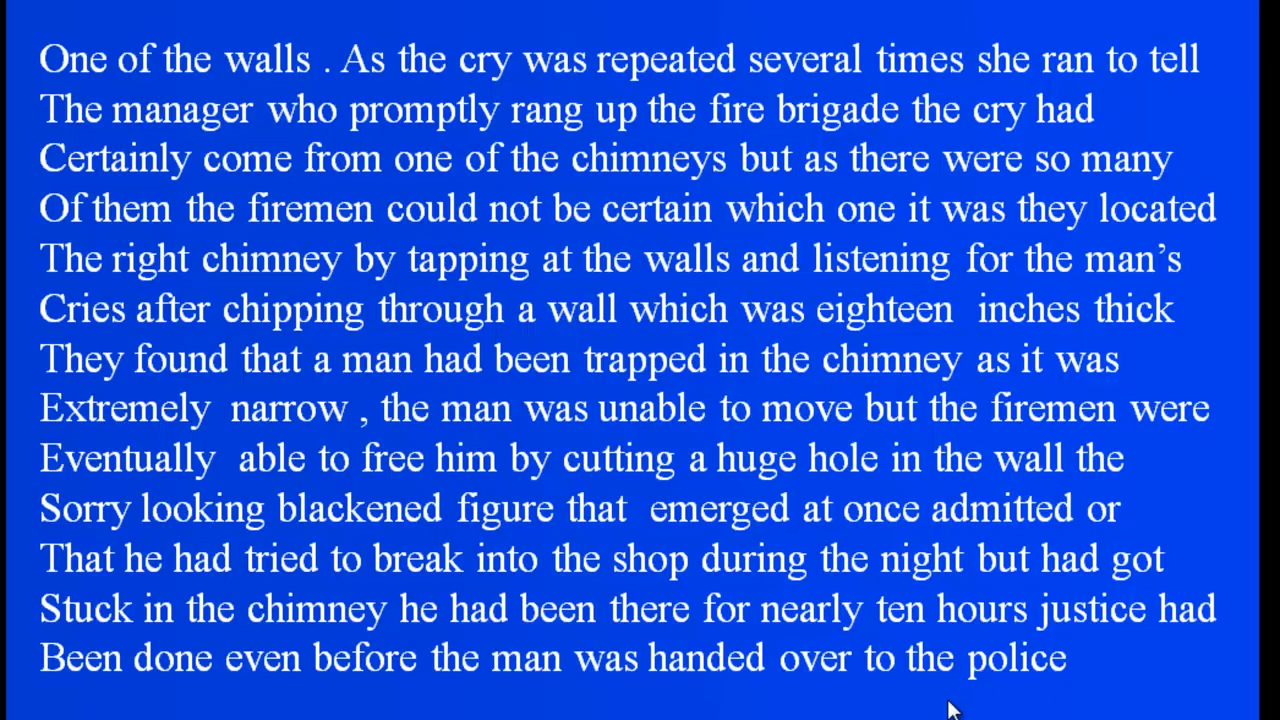 One of the walls . As the cry was repeated several times she ran to tell
The manager who promptly rang up the fire brigade the cry had
Certainly come from one of the chimneys but as there were so many
Of them the firemen could not be certain which one it was they located
The right chimney by tapping at the walls and listening for the man’s
Cries after chipping through a wall which was eighteen inches thick
They found that a man had been trapped in the chimney as it was
Extremely narrow , the man was unable to move but the firemen were
Eventually able to free him by cutting a huge hole in the wall the
Sorry looking blackened figure that emerged at once admitted or
That he had tried to break into the shop during the night but had got
Stuck in the chimney he had been there for nearly ten hours justice had
Been done even before the man was handed over to the police